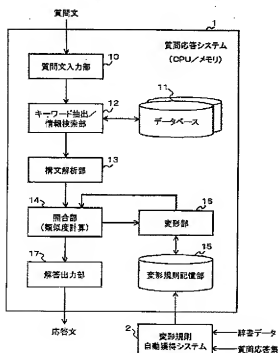 質問文
1
質問応答システム
(CPU/メモリ)
10
質問文入力部
11
12
キーワード抽出/
情報検索部
データベース
13
構文解析部
14
16
照合部
(類似度計算)
変形部
17
15
解答出力部
変形規則記憶部
応答文
2
変形規則
自動獲得システム
辞書データ
質問応答集